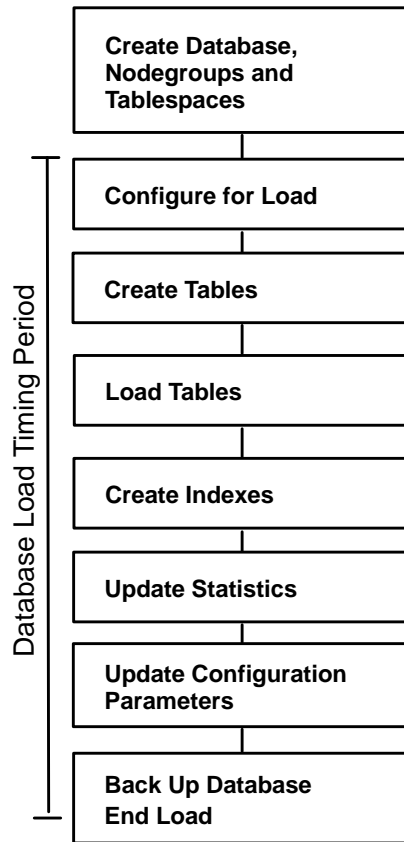 Create Database,
Nodegroups and
Tablespaces
Database Load Timing Period
Configure for Load
Create Tables
Load Tables
Create Indexes
Update Statistics
Update Configuration
Parameters
Back Up Database
End Load